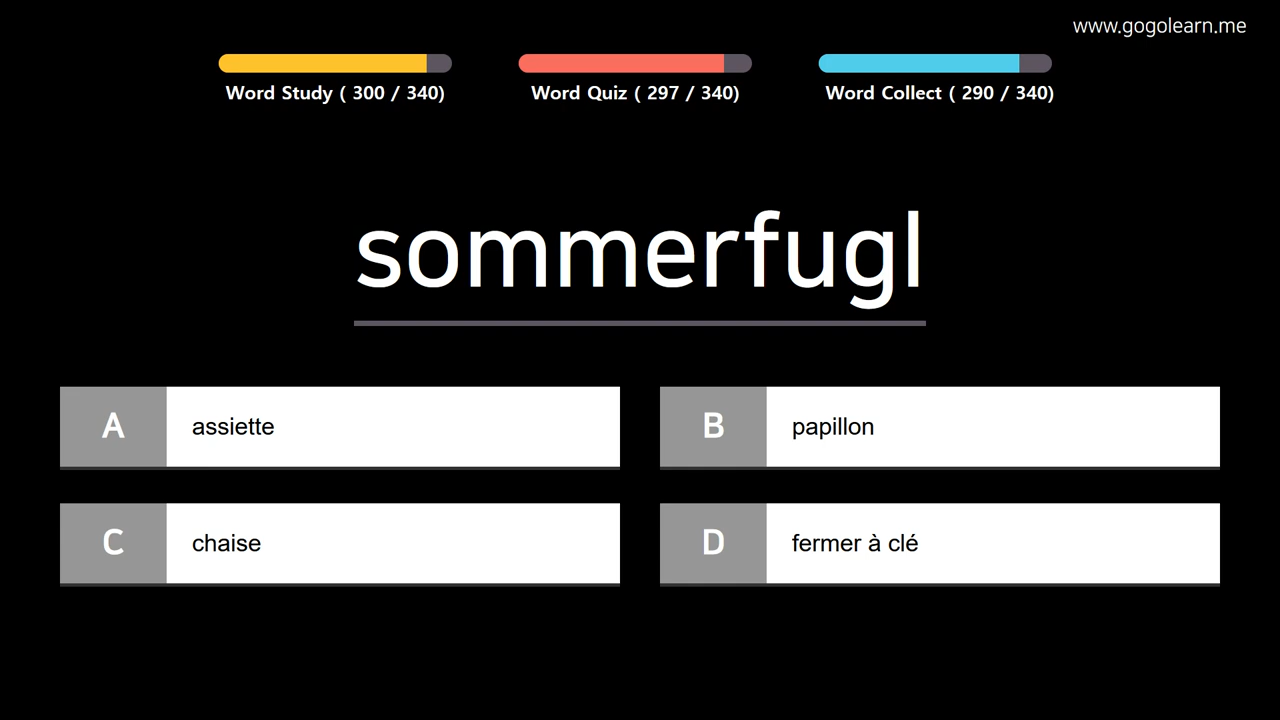 www.gogolearn.me
Word Study ( 300 / 340)
Word Quiz ( 297 / 340)
Word Collect ( 290 / 340)
sommerfugl
A assiette
B papillon
C chaise
D fermer à clé